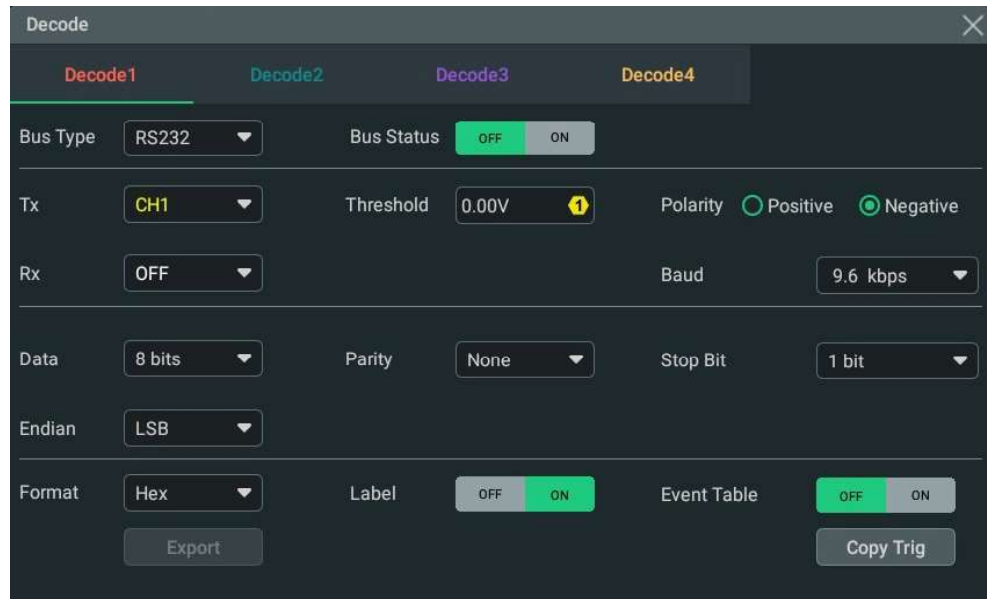 Decode
Decode1 Decode2 Decode3 Decode4
Bus Type RS232 Bus Status OFF ON
Tx CH1 Threshold 0.00V 1 Polarity Positive Negative
Rx OFF Baud 9.6 kbps
Data 8 bits Parity None Stop Bit 1 bit
Endian LSB
Format Hex Label OFF ON Event Table OFF ON
Export Copy Trig